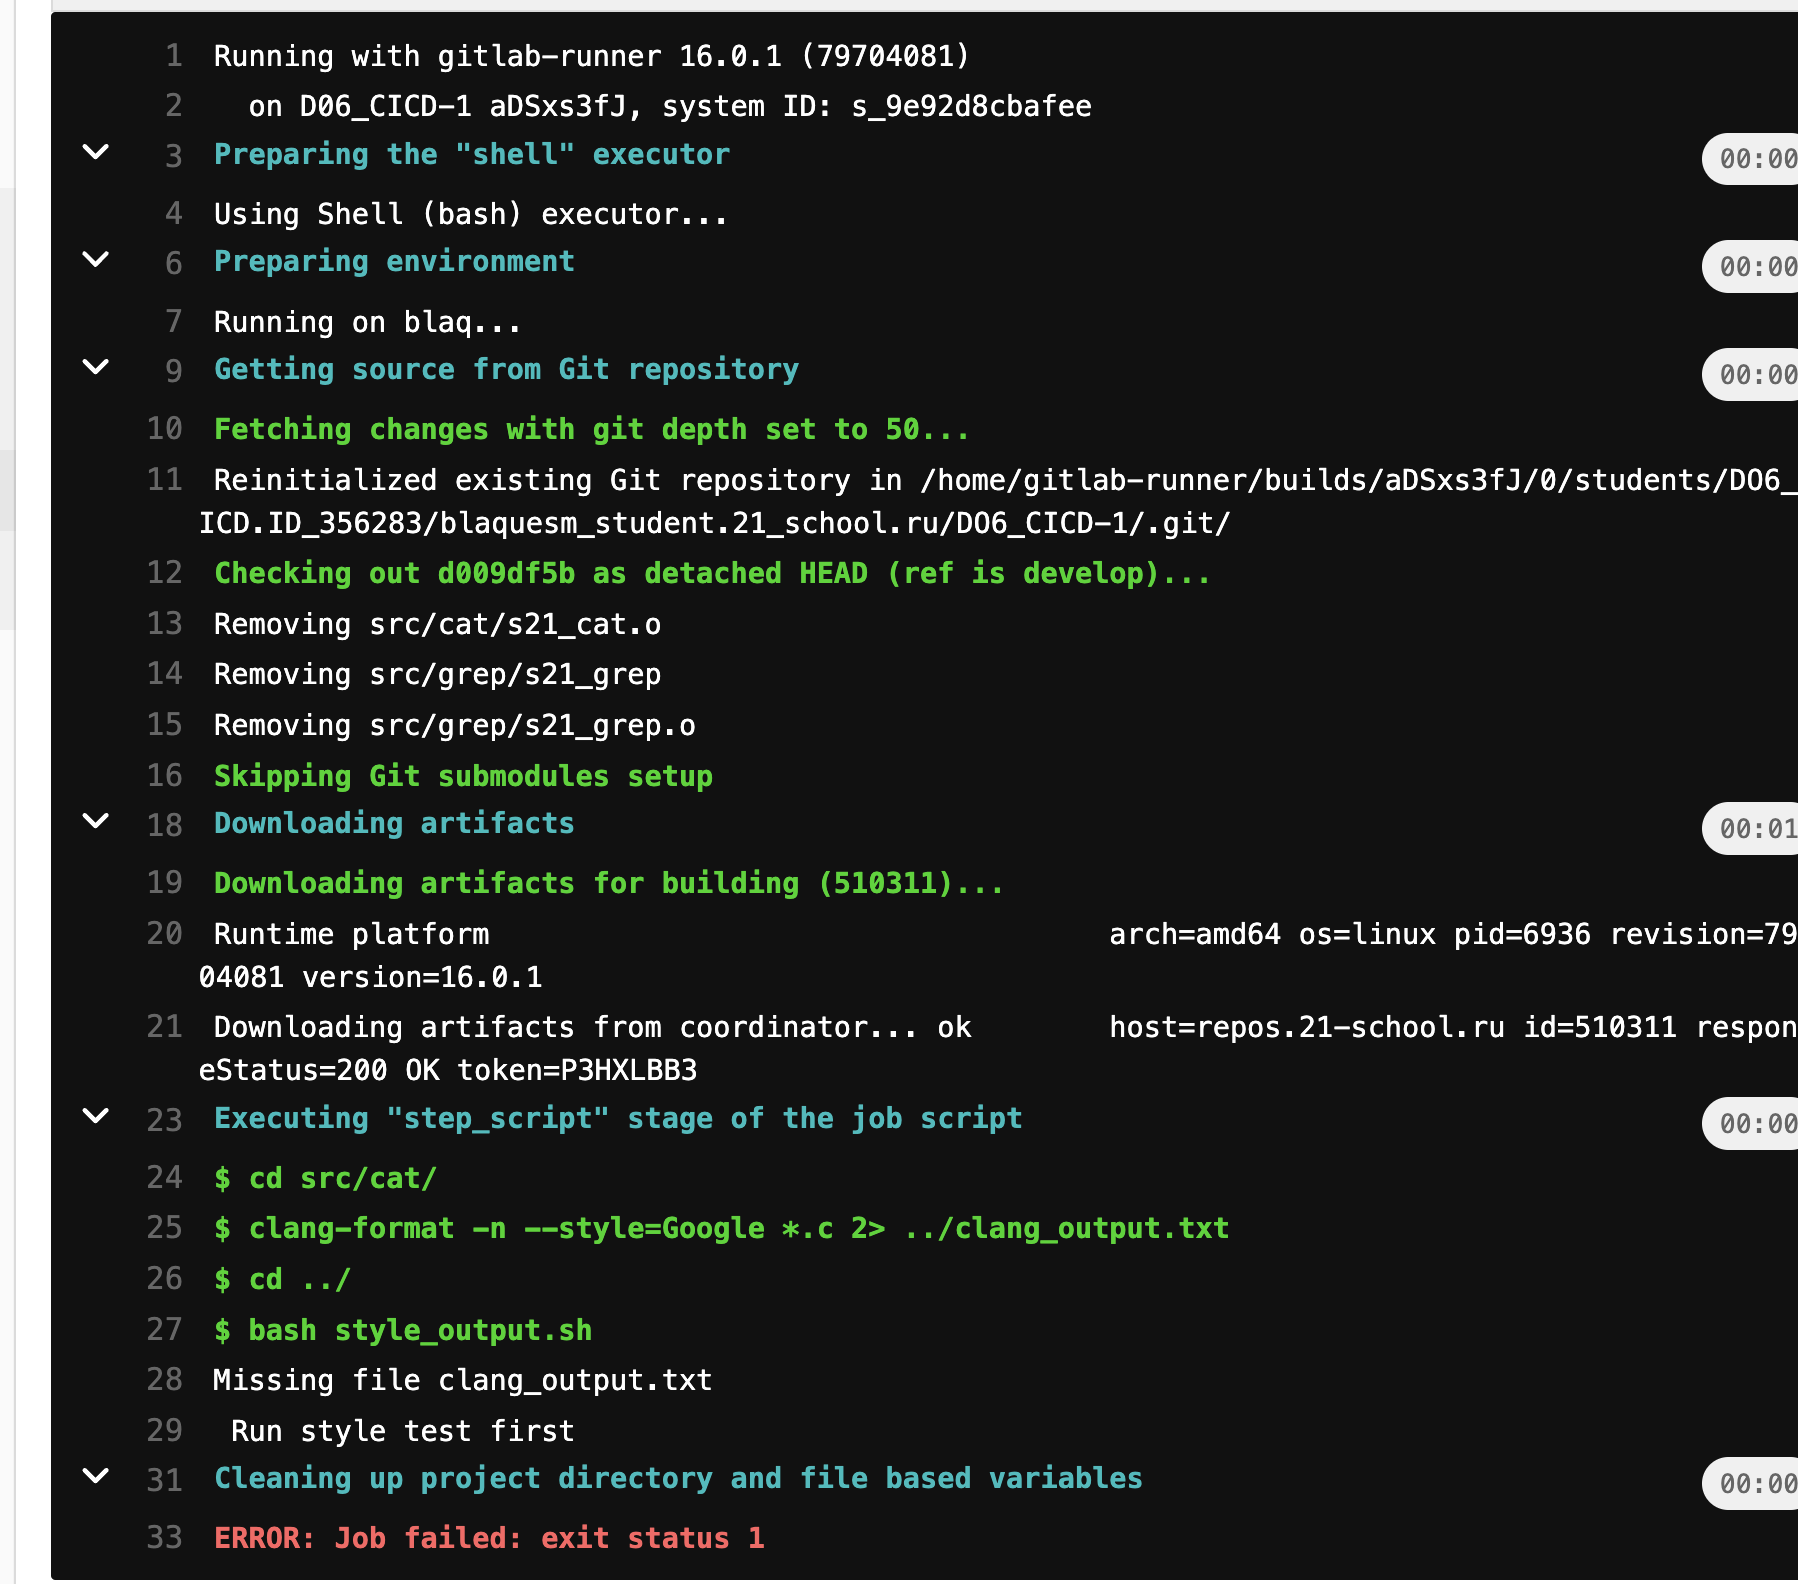 1 Running with gitlab-runner 16.0.1 (79704081)
2 on D06_CICD-1 aDSxs3fJ, system ID: s_9e92d8cbafee
3 Preparing the "shell" executor 00:00
4 Using Shell (bash) executor...
6 Preparing environment 00:00
7 Running on blaq...
9 Getting source from Git repository 00:00
10 Fetching changes with git depth set to 50...
11 Reinitialized existing Git repository in /home/gitlab-runner/builds/aDSxs3fJ/0/students/DO6_
ICD.ID_356283/blaquesm_student.21_school.ru/DO6_CICD-1/.git/
12 Checking out d009df5b as detached HEAD (ref is develop)...
13 Removing src/cat/s21_cat.o
14 Removing src/grep/s21_grep
15 Removing src/grep/s21_grep.o
16 Skipping Git submodules setup
18 Downloading artifacts 00:01
19 Downloading artifacts for building (510311)...
20 Runtime platform arch=amd64 os=linux pid=6936 revision=79
04081 version=16.0.1
21 Downloading artifacts from coordinator... ok host=repos.21-school.ru id=510311 respon
eStatus=200 OK token=P3HXLBB3
23 Executing "step_script" stage of the job script 00:00
24 $ cd src/cat/
25 $ clang-format -n --style=Google *.c 2> ../clang_output.txt
26 $ cd ../
27 $ bash style_output.sh
28 Missing file clang_output.txt
29 Run style test first
31 Cleaning up project directory and file based variables 00:00
33 ERROR: Job failed: exit status 1